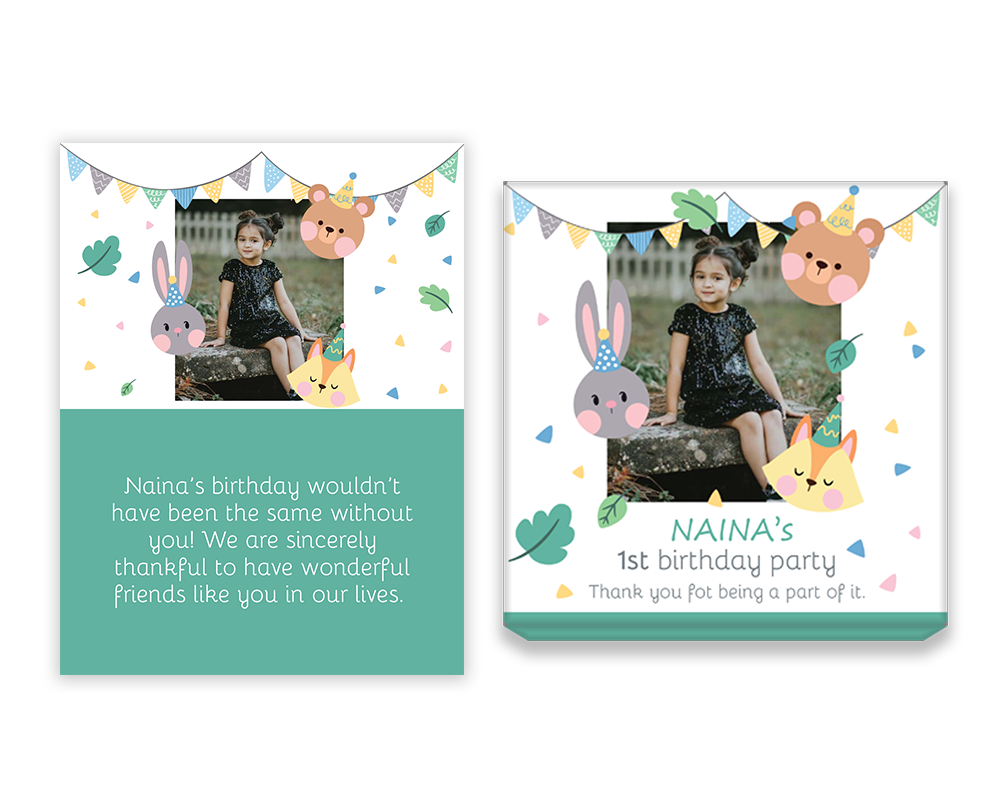 Naina's birthday wouldn't
have been the same without
you! We are sincerely
thankful to have wonderful
friends like you in our lives.
NAINA's
1st birthday party
Thank you fot being a part of it.